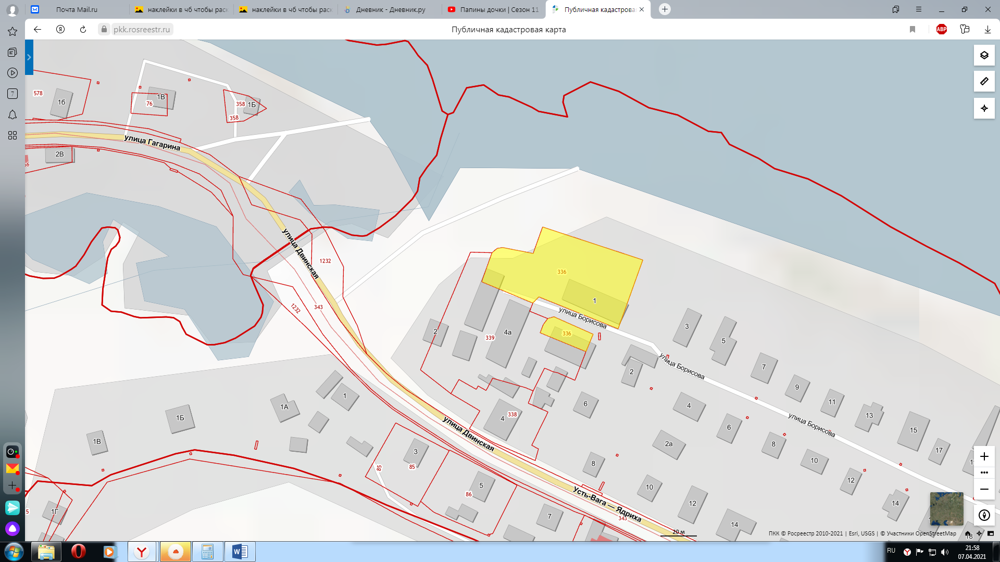 Почта Mail.ru
наклейки в чб чтобы раск
наклейки в чб чтобы раск
Дневник - Дневник.ру
Папины дочки | Сезон 11
Публичная кадастрова
pkk.rosreestr.ru
Публичная кадастровая карта
ABP
7
578
1б
1В
76
358
1Б
358
улица Гагарина
2В
улица Двинская
1232
1232
343
336
1
улица Борисова
336
2
4а
339
3
5
7
2
улица Борисова
9
11
13
15
17
улица Борисова
4
6
6
8
10
12
14
2а
1
1А
1Б
1В
4
338
улица Двинская
3
85
85
5
86
8
10
12
14
7
Усть-Вага — Ядриха
343
1Г
5
20 м
18
ПКК © Росреестр 2010-2021 | Esri, USGS | © Участники OpenStreetMap
RU
21:58
07.04.2021